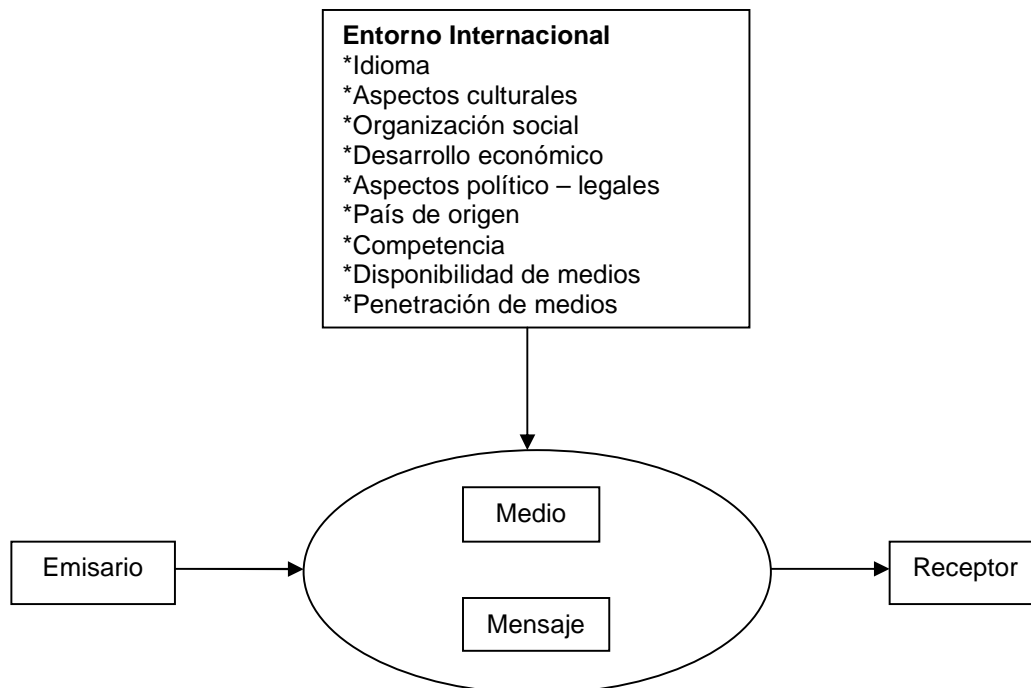 Entorno Internacional
*Idioma
*Aspectos culturales
*Organización social
*Desarrollo económico
*Aspectos político – legales
*País de origen
*Competencia
*Disponibilidad de medios
*Penetración de medios
Medio
Emisario
Receptor
Mensaje